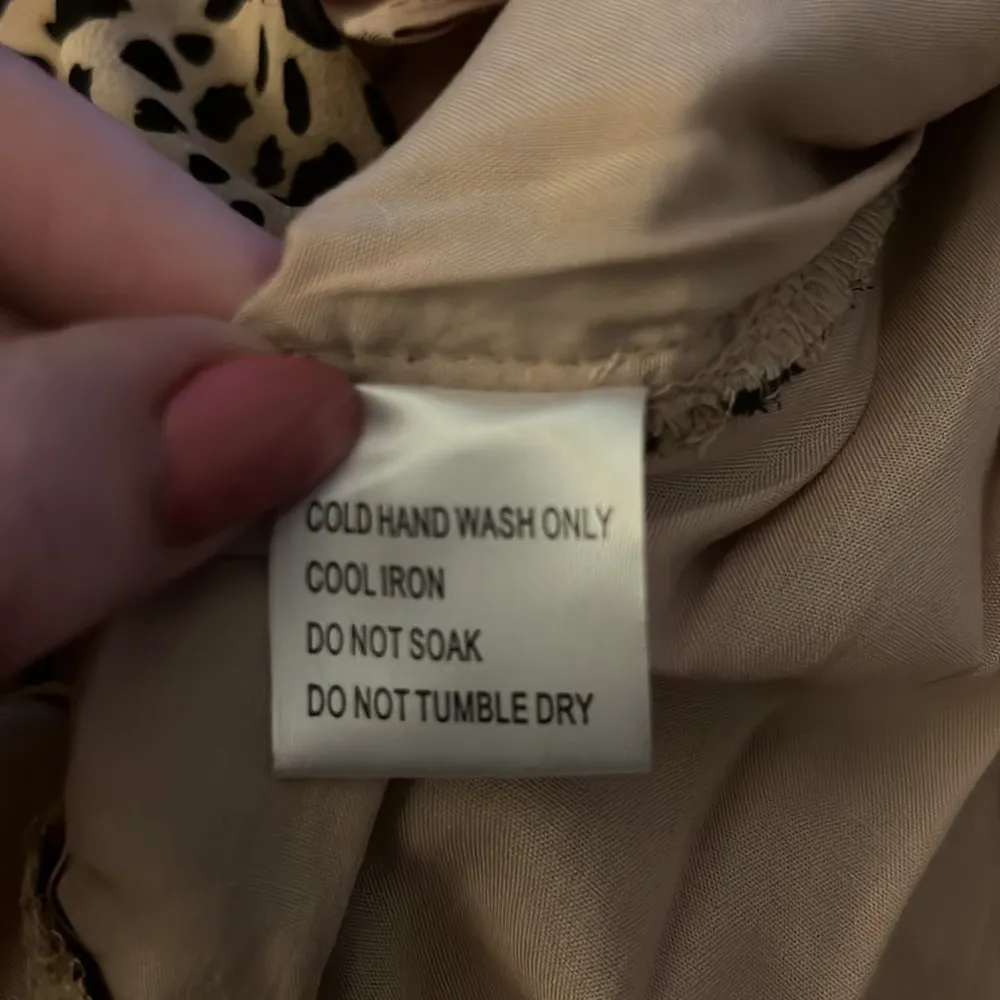 COLD HAND WASH ONLY
COOL IRON
DO NOT SOAK
DO NOT TUMBLE DRY